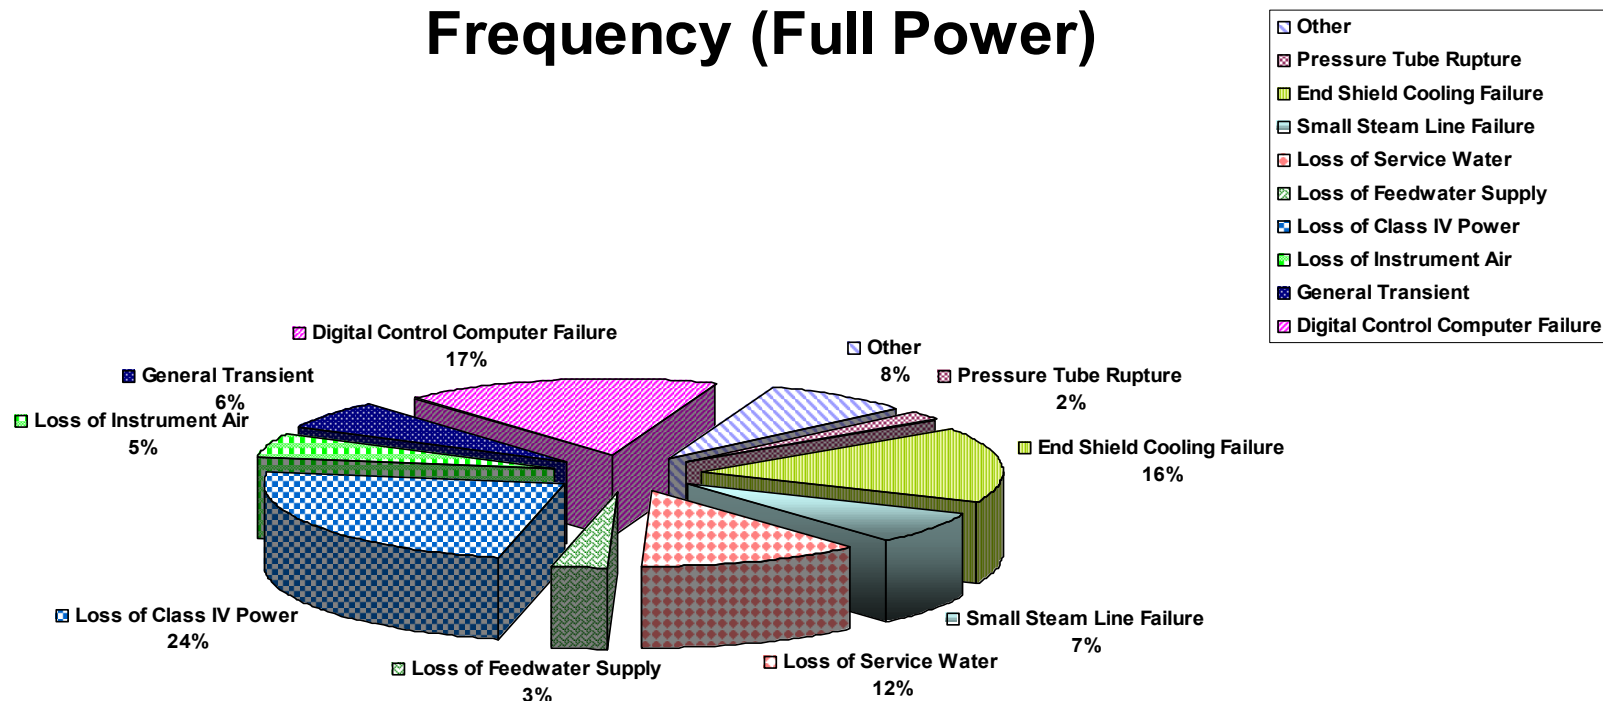 Frequency (Full Power)
Other
Pressure Tube Rupture
End Shield Cooling Failure
Small Steam Line Failure
Loss of Service Water
Loss of Feedwater Supply
Loss of Class IV Power
Loss of Instrument Air
General Transient
Digital Control Computer Failure
Digital Control Computer Failure
17%
Other
8%
General Transient
6%
Pressure Tube Rupture
2%
Loss of Instrument Air
5%
End Shield Cooling Failure
16%
Loss of Class IV Power
24%
Small Steam Line Failure
7%
Loss of Feedwater Supply
3%
Loss of Service Water
12%